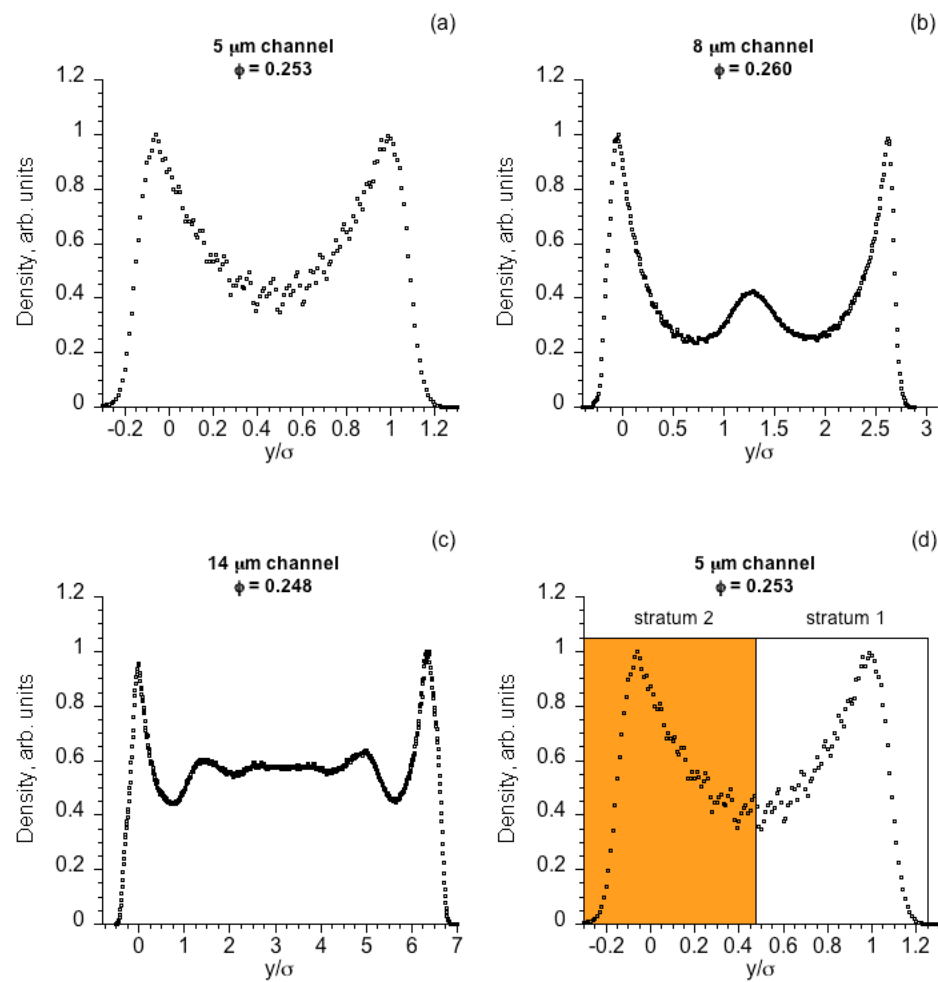 (a)
5 μm channel
ϕ = 0.253
1.2
1
0.8
0.6
0.4
0.2
0
Density, arb. units
-0.2 0 0.2 0.4 0.6 0.8 1 1.2
y/σ
(b)
8 μm channel
ϕ = 0.260
1.2
1
0.8
0.6
0.4
0.2
0
Density, arb. units
0 0.5 1 1.5 2 2.5 3
y/σ
(c)
14 μm channel
ϕ = 0.248
1.2
1
0.8
0.6
0.4
0.2
0
Density, arb. units
0 1 2 3 4 5 6 7
y/σ
(d)
5 μm channel
ϕ = 0.253
stratum 2 stratum 1
1.2
1
0.8
0.6
0.4
0.2
0
Density, arb. units
-0.2 0 0.2 0.4 0.6 0.8 1 1.2
y/σ